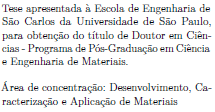 Tese apresentada à Escola de Engenharia de
São Carlos da Universidade de São Paulo,
para obtenção do título de Doutor em Ciên-
cias - Programa de Pós-Graduação em Ciência
e Engenharia de Materiais.
Área de concentração: Desenvolvimento, Ca-
racterização e Aplicação de Materiais